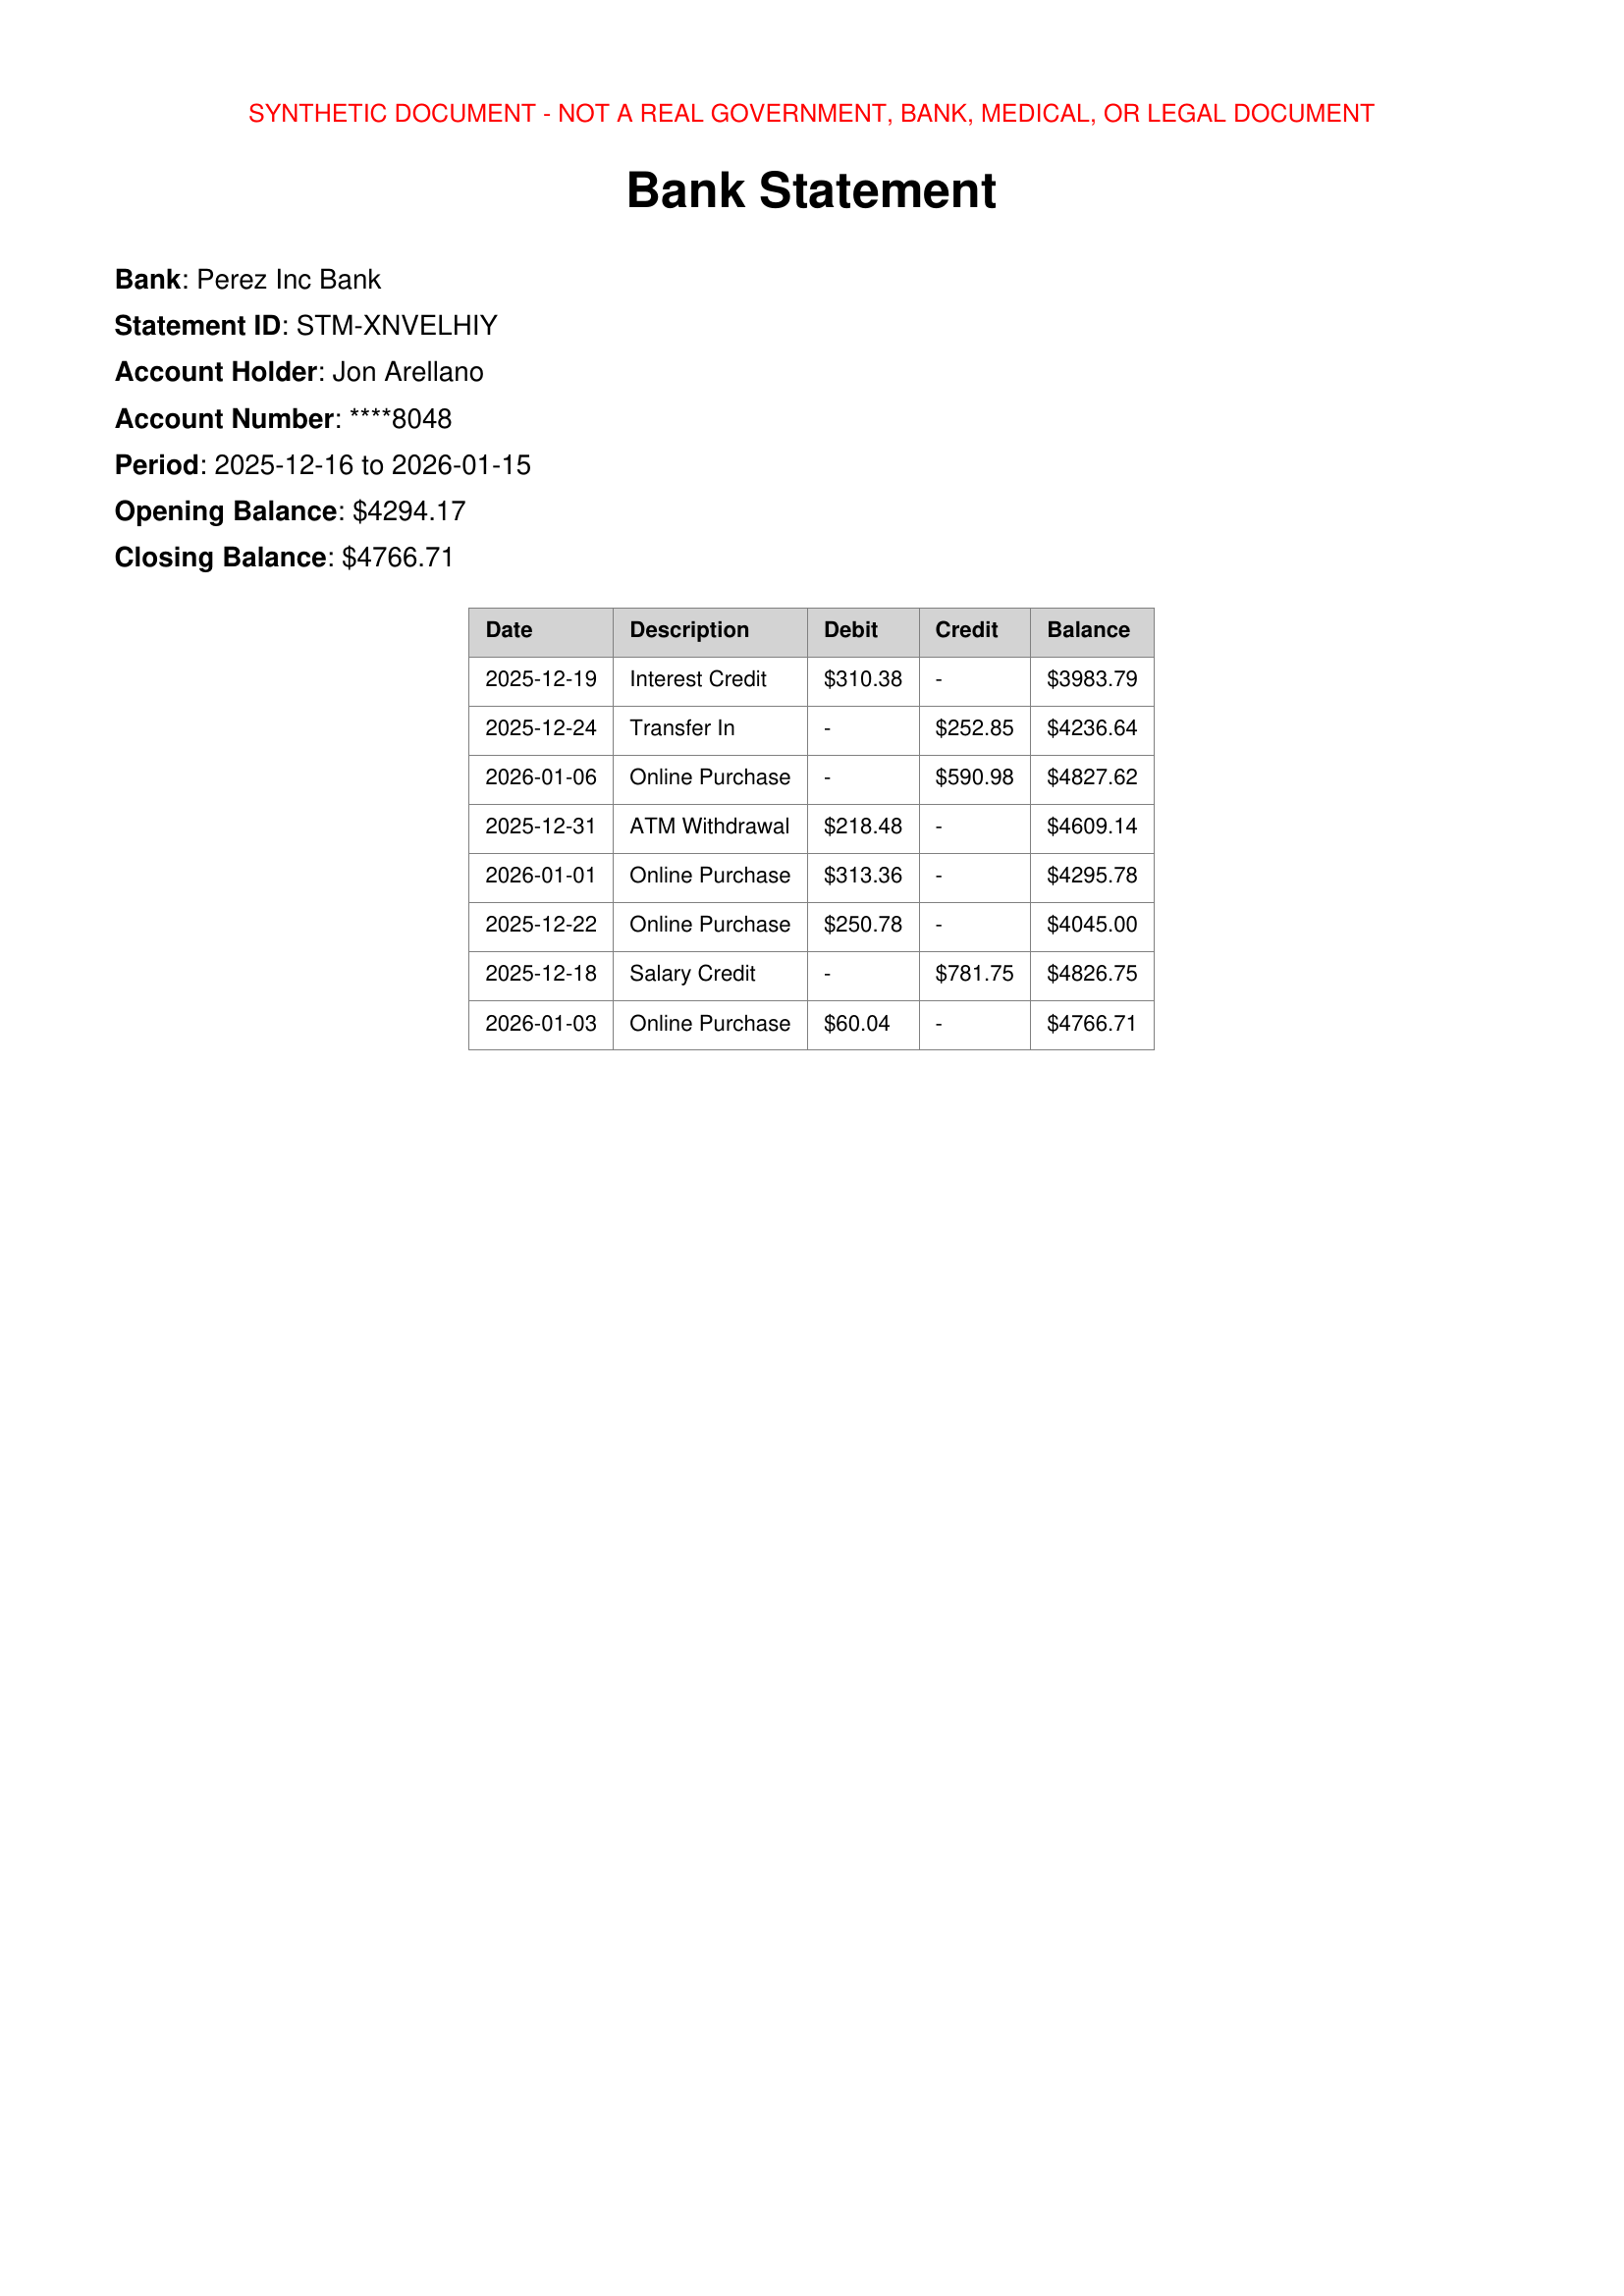 SYNTHETIC DOCUMENT - NOT A REAL GOVERNMENT, BANK, MEDICAL, OR LEGAL DOCUMENT
Bank Statement
Bank: Perez Inc Bank
Statement ID: STM-XNVELHIY
Account Holder: Jon Arellano
Account Number: ****8048
Period: 2025-12-16 to 2026-01-15
Opening Balance: $4294.17
Closing Balance: $4766.71
Date Description Debit Credit Balance
2025-12-19 Interest Credit $310.38 - $3983.79
2025-12-24 Transfer In - $252.85 $4236.64
2026-01-06 Online Purchase - $590.98 $4827.62
2025-12-31 ATM Withdrawal $218.48 - $4609.14
2026-01-01 Online Purchase $313.36 - $4295.78
2025-12-22 Online Purchase $250.78 - $4045.00
2025-12-18 Salary Credit - $781.75 $4826.75
2026-01-03 Online Purchase $60.04 - $4766.71